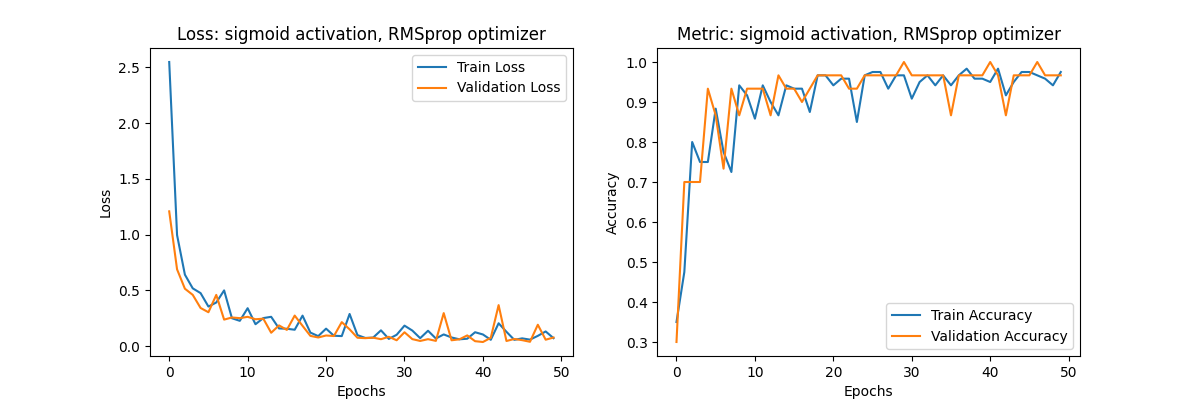 Loss: sigmoid activation, RMSprop optimizer
2.5
2.0
1.5
1.0
0.5
0.0
Loss
Train Loss
Validation Loss
0 10 20 30 40 50
Epochs
Metric: sigmoid activation, RMSprop optimizer
1.0
0.9
0.8
0.7
0.6
0.5
0.4
0.3
Accuracy
Train Accuracy
Validation Accuracy
0 10 20 30 40 50
Epochs